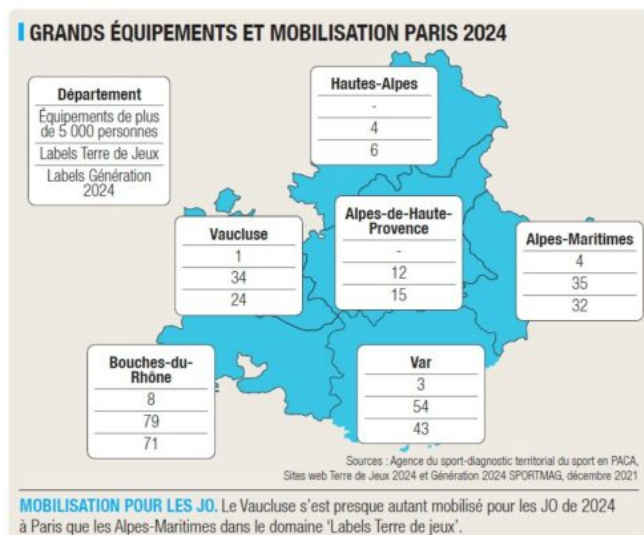 GRANDS ÉQUIPEMENTS ET MOBILISATION PARIS 2024
Département
Équipements de plus
de 5 000 personnes
Labels Terre de Jeux
Labels Génération
2024
Hautes-Alpes
-
4
6
Vaucluse
1
34
24
Alpes-de-Haute-
Provence
-
12
15
Alpes-Maritimes
4
35
32
Bouches-du-
Rhône
8
79
71
Var
3
54
43
Sources : Agence du sport-diagnostic territorial du sport en PACA,
Sites web Terre de Jeux 2024 et Génération 2024 SPORTMAG, décembre 2021
MOBILISATION POUR LES JO. Le Vaucluse s'est presque autant mobilisé pour les JO de 2024
à Paris que les Alpes-Maritimes dans le domaine ‘Labels Terre de jeux’.